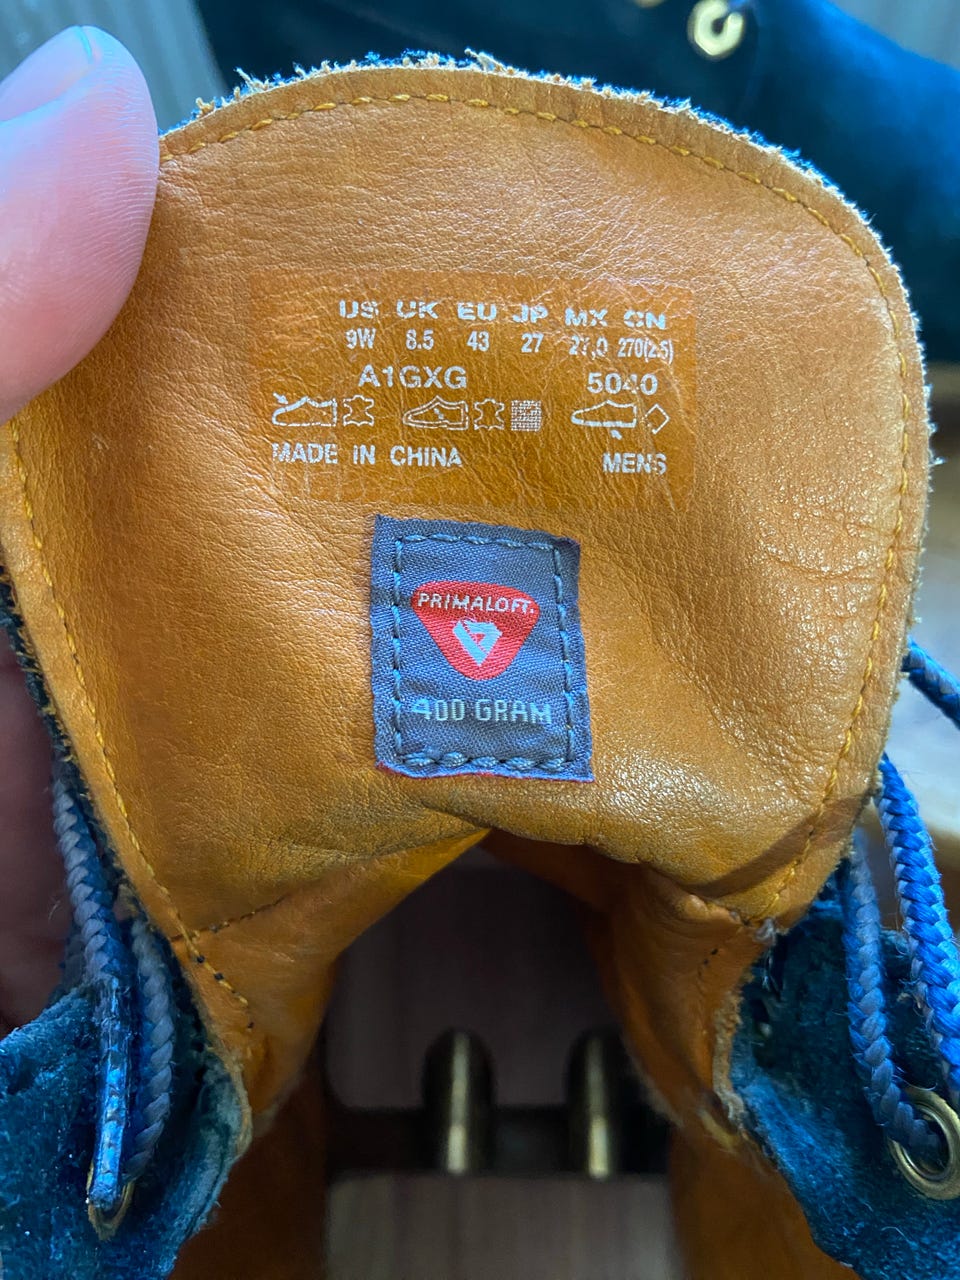 US UK EU JP MX CN
9W 8.5 43 27 27,0 270(2.5)
A1GXG 5040
MADE IN CHINA MENS
PRIMALOFT.
400 GRAM